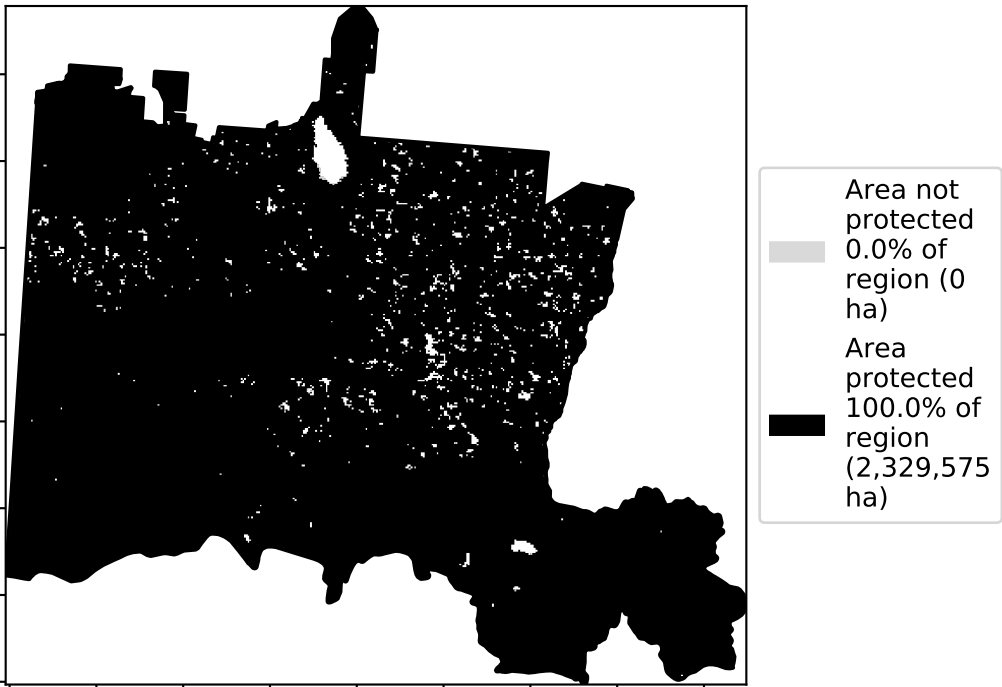 Area not
protected
0.0% of
region (0
ha)
Area
protected
100.0% of
region
(2,329,575
ha)